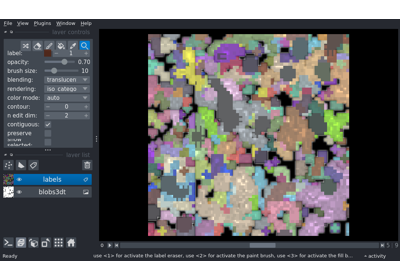 File View Plugins Window Help
layer controls
label: 1
opacity: 0.70
brush size: 10
blending: translucen
rendering: iso_catego
color mode: auto
contour: 0
n edit dim: 2
contiguous:
preserve
selected:
layer list
labels
blobs3dt
Ready
use <1> for activate the label eraser, use <2> for activate the paint brush, use <3> for activate the fill b...
activity